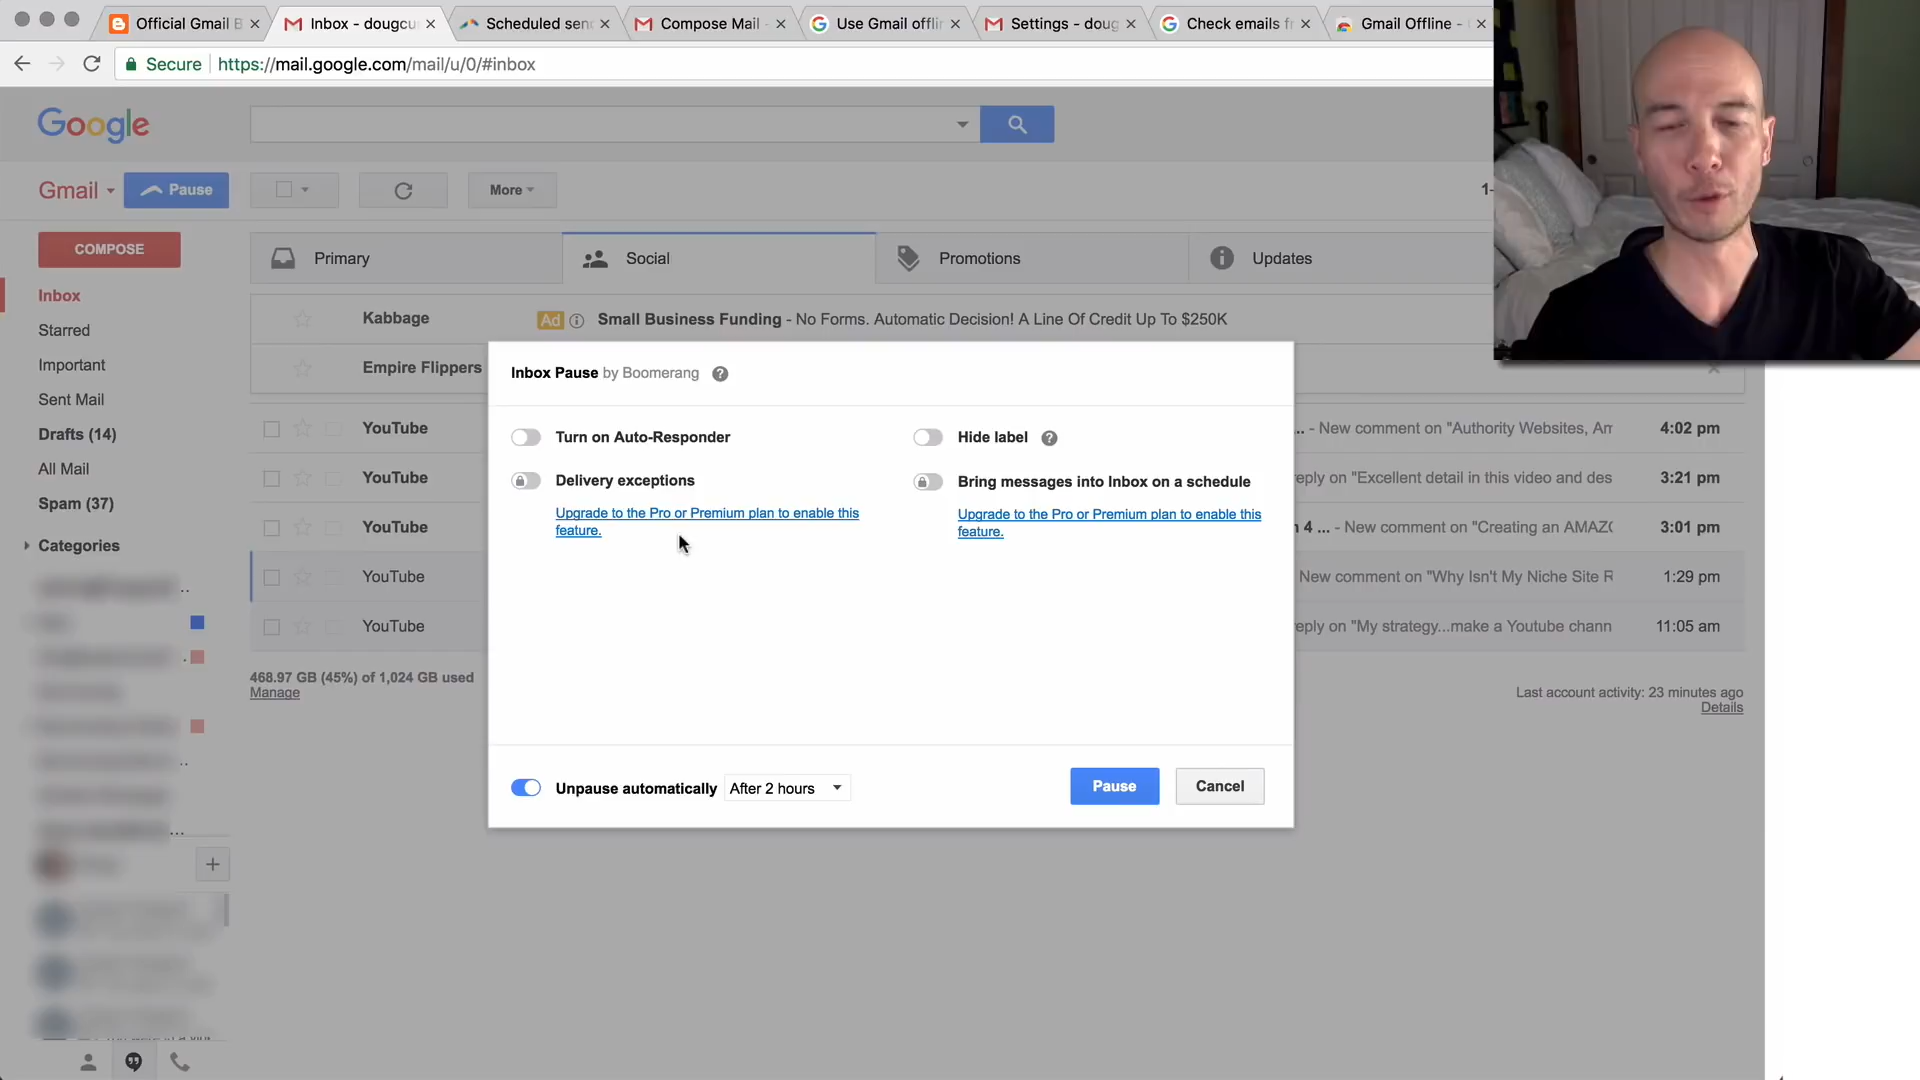 Official Gmail B
Inbox - dougcu
Scheduled sen
Compose Mail -
Use Gmail offli
Settings - doug
Check emails f
Gmail Offline -
Secure
https://mail.google.com/mail/u/0/#inbox
Google
Gmail
Pause
More
1-
COMPOSE
Primary
Social
Promotions
Updates
Inbox
Starred
Important
Sent Mail
Drafts (14)
All Mail
Spam (37)
Categories
Kabbage
Ad
Small Business Funding - No Forms. Automatic Decision! A Line Of Credit Up To $250K
Empire Flippers
YouTube
... - New comment on "Authority Websites, Am
4:02 pm
YouTube
eply on "Excellent detail in this video and des
3:21 pm
YouTube
n 4 ... - New comment on "Creating an AMAZO
3:01 pm
YouTube
New comment on "Why Isn't My Niche Site R
1:29 pm
YouTube
eply on "My strategy...make a Youtube chann
11:05 am
468.97 GB (45%) of 1,024 GB used
Manage
Last account activity: 23 minutes ago
Details
Inbox Pause by Boomerang
Turn on Auto-Responder
Hide label
Delivery exceptions
Upgrade to the Pro or Premium plan to enable this
feature.
Bring messages into Inbox on a schedule
Upgrade to the Pro or Premium plan to enable this
feature.
Unpause automatically
After 2 hours
Pause
Cancel